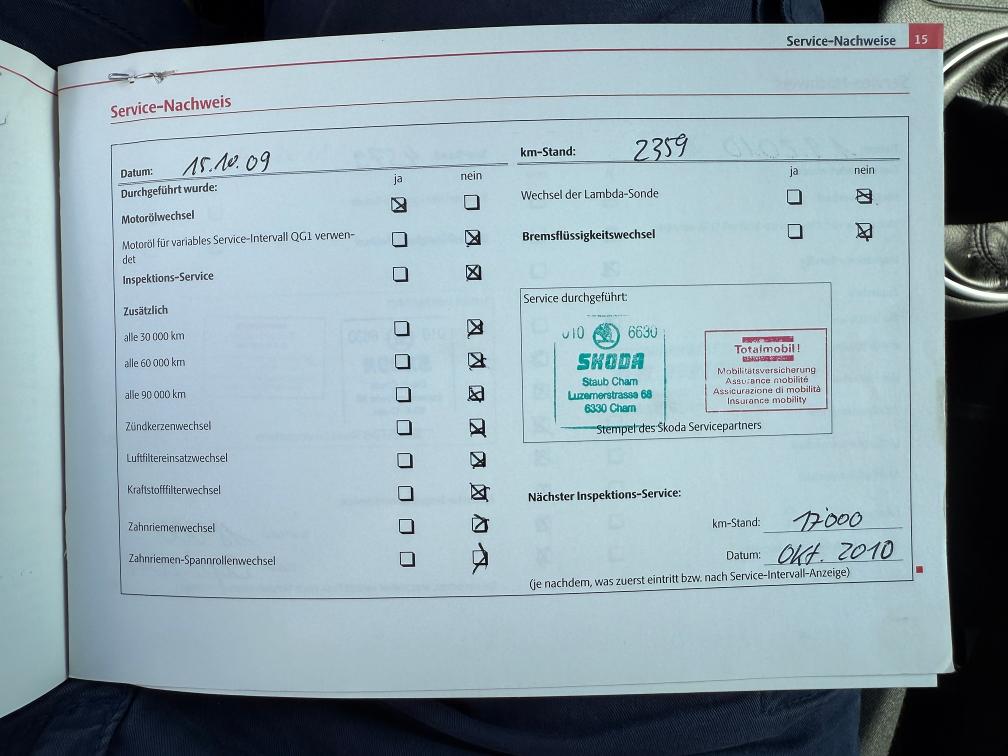 Service-Nachweise 15
Service-Nachweis
Datum: 15.10.09
Durchgeführt wurde:
ja nein
Motorölwechsel
Motoröl für variables Service-Intervall QG1 verwen-
det
Inspektions-Service
Zusätzlich
alle 30 000 km
alle 60 000 km
alle 90 000 km
Zündkerzenwechsel
Luftfiltereinsatzwechsel
Kraftstofffilterwechsel
Zahnriemenwechsel
Zahnriemen-Spannrollenwechsel
km-Stand: 2359
ja nein
Wechsel der Lambda-Sonde
Bremsflüssigkeitswechsel
Service durchgeführt:
010 6630
SKODA
Staub Cham
Luzernerstrasse 68
6330 Cham
Totalmobil!
Mobilitätsversicherung
Assurance mobilité
Assicurazione di mobilità
Insurance mobility
Stempel des Škoda Servicepartners
Nächster Inspektions-Service:
km-Stand: 17'000
Datum: Okt. 2010
(je nachdem, was zuerst eintritt bzw. nach Service-Intervall-Anzeige)